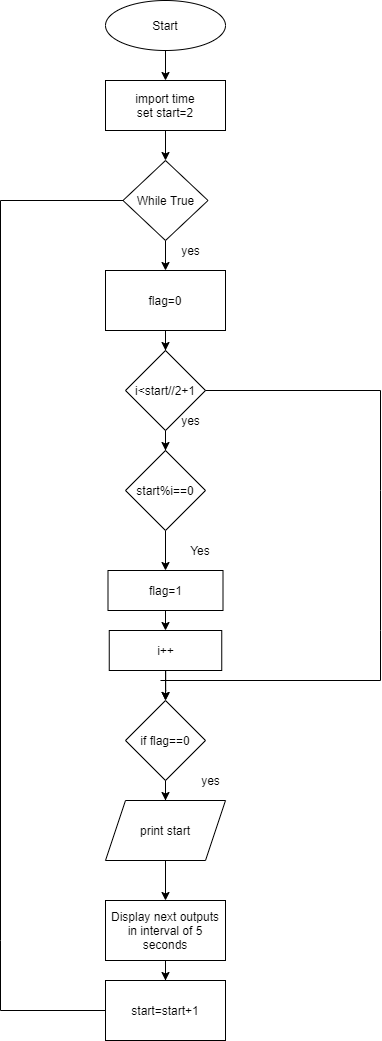 Start
import time
set start=2
While True
yes
flag=0
i<start//2+1
yes
start%i==0
Yes
flag=1
i++
if flag==0
yes
print start
Display next outputs
in interval of 5
seconds
start=start+1